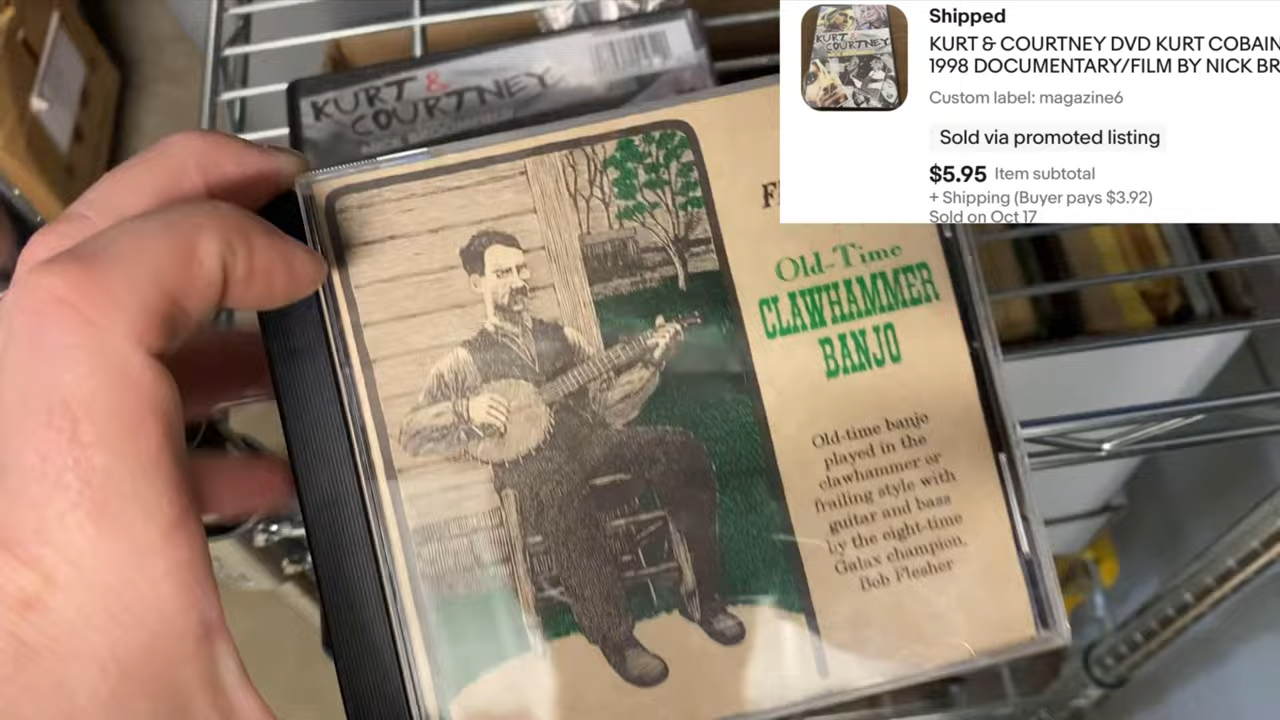 Shipped
KURT & COURTNEY DVD KURT COBAIN
1998 DOCUMENTARY/FILM BY NICK BR
Custom label: magazine6
Sold via promoted listing
$5.95 Item subtotal
+ Shipping (Buyer pays $3.92)
Sold on Oct 17
KURT &
COURTNEY
KURT &
COURTNEY
Old-Time
CLAWHAMMER
BANJO
Old-time banjo
played in the
clawhammer or
frailing style with
guitar and bass
by the eight-time
Galax champion,
Bob Flesher